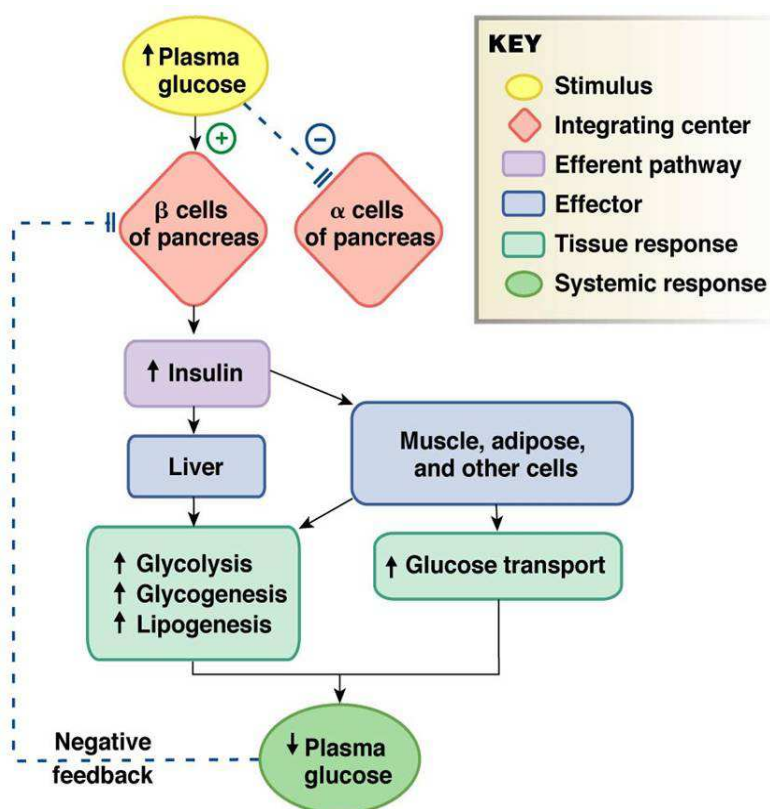 ↑ Plasma
glucose
+
−
β cells
of pancreas
α cells
of pancreas
↑ Insulin
Liver
Muscle, adipose,
and other cells
↑ Glycolysis
↑ Glycogenesis
↑ Lipogenesis
↑ Glucose transport
Negative
feedback
↓ Plasma
glucose
KEY
Stimulus
Integrating center
Efferent pathway
Effector
Tissue response
Systemic response